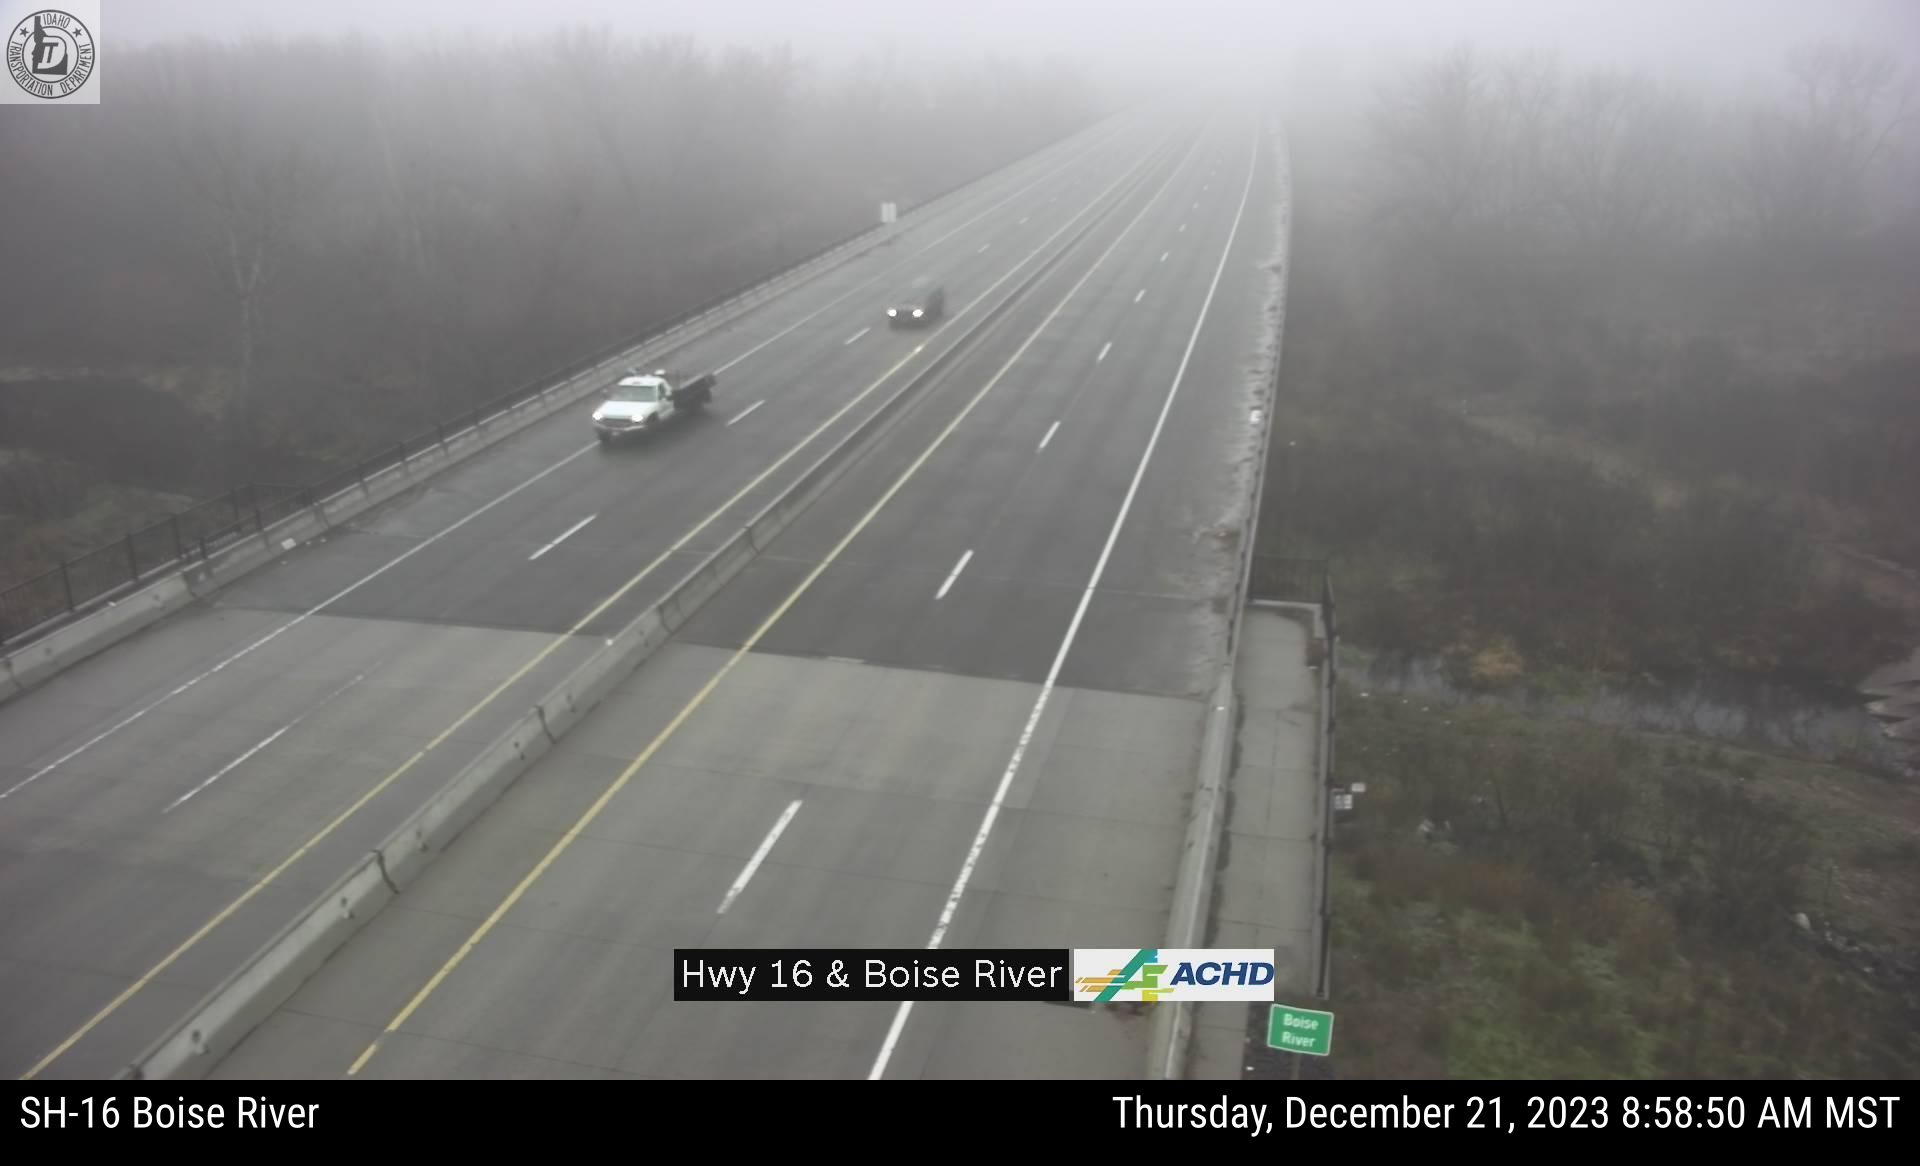 IDAHO
TRANSPORTATION DEPARTMENT
Hwy 16 & Boise River
ACHD
Boise
River
SH-16 Boise River
Thursday, December 21, 2023 8:58:50 AM MST